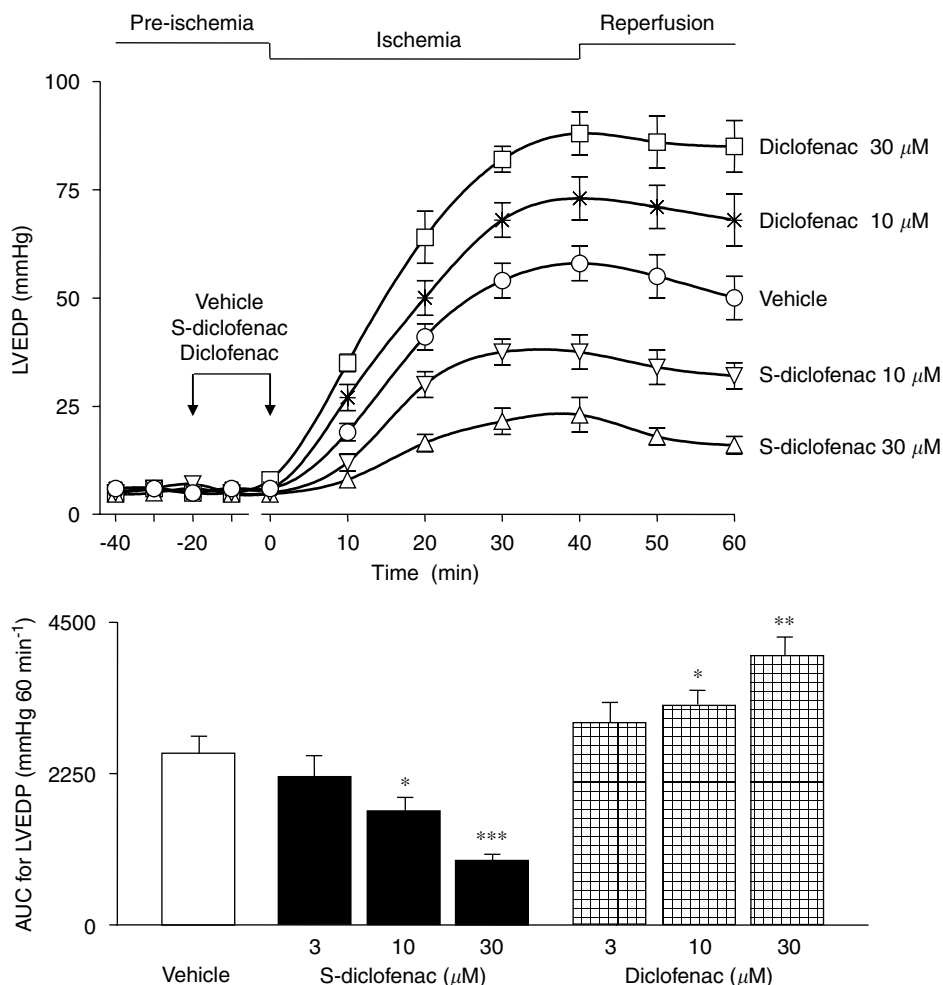 Pre-ischemia
Ischemia
Reperfusion
100
75
50
25
0
LVEDP (mmHg)
Vehicle
S-diclofenac
Diclofenac
Diclofenac 30 µM
Diclofenac 10 µM
Vehicle
S-diclofenac 10 µM
S-diclofenac 30 µM
-40 -20 0 10 20 30 40 50 60
Time (min)
4500
2250
0
AUC for LVEDP (mmHg 60 min⁻¹)
*
***
*
**
3 10 30 3 10 30
Vehicle S-diclofenac (µM) Diclofenac (µM)